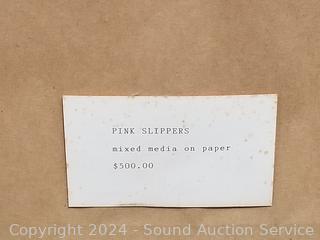 PINK SLIPPERS
mixed media on paper
$500.00
Copyright 2024 - Sound Auction Service